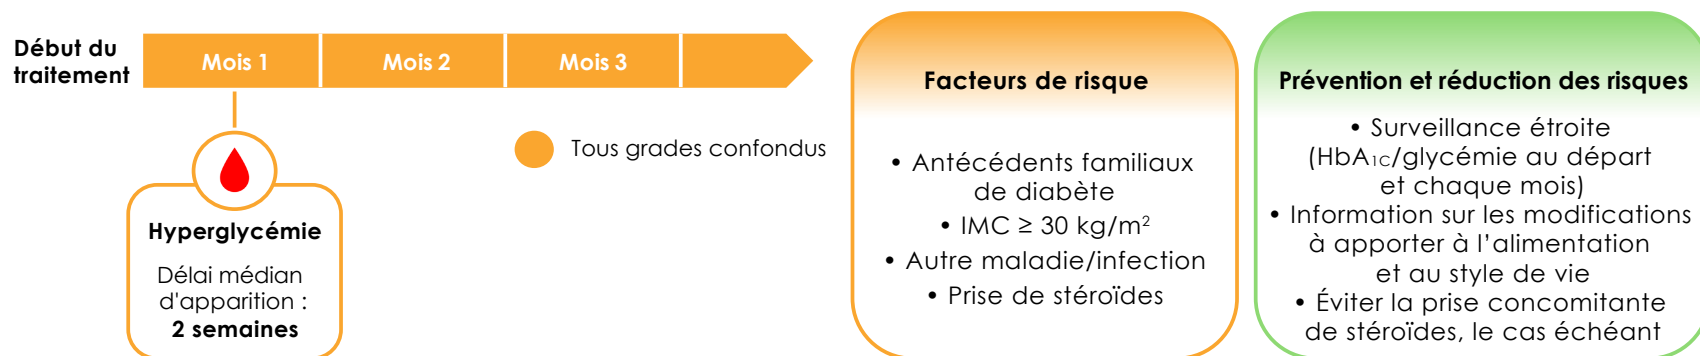 Début du
traitement
Mois 1
Mois 2
Mois 3
Tous grades confondus
Hyperglycémie
Délai médian
d'apparition :
2 semaines
Facteurs de risque
• Antécédents familiaux
de diabète
• IMC ≥ 30 kg/m²
• Autre maladie/infection
• Prise de stéroïdes
Prévention et réduction des risques
• Surveillance étroite
(HbA₁c/glycémie au départ
et chaque mois)
• Information sur les modifications
à apporter à l’alimentation
et au style de vie
• Éviter la prise concomitante
de stéroïdes, le cas échéant